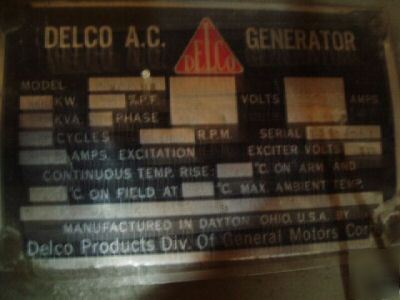 DELCO A.C. DELCO GENERATOR
MODEL
KW. % P.F. VOLTS AMPS.
KVA PHASE
CYCLES R.P.M. SERIAL
AMPS. EXCITATION EXCITER VOLTS
CONTINUOUS TEMP. RISE: °C. ON ARM AND
°C. ON FIELD AT °C MAX. AMBIENT TEMP.
MANUFACTURED IN DAYTON, OHIO, U.S.A. BY
Delco Products Div. Of General Motors Corp